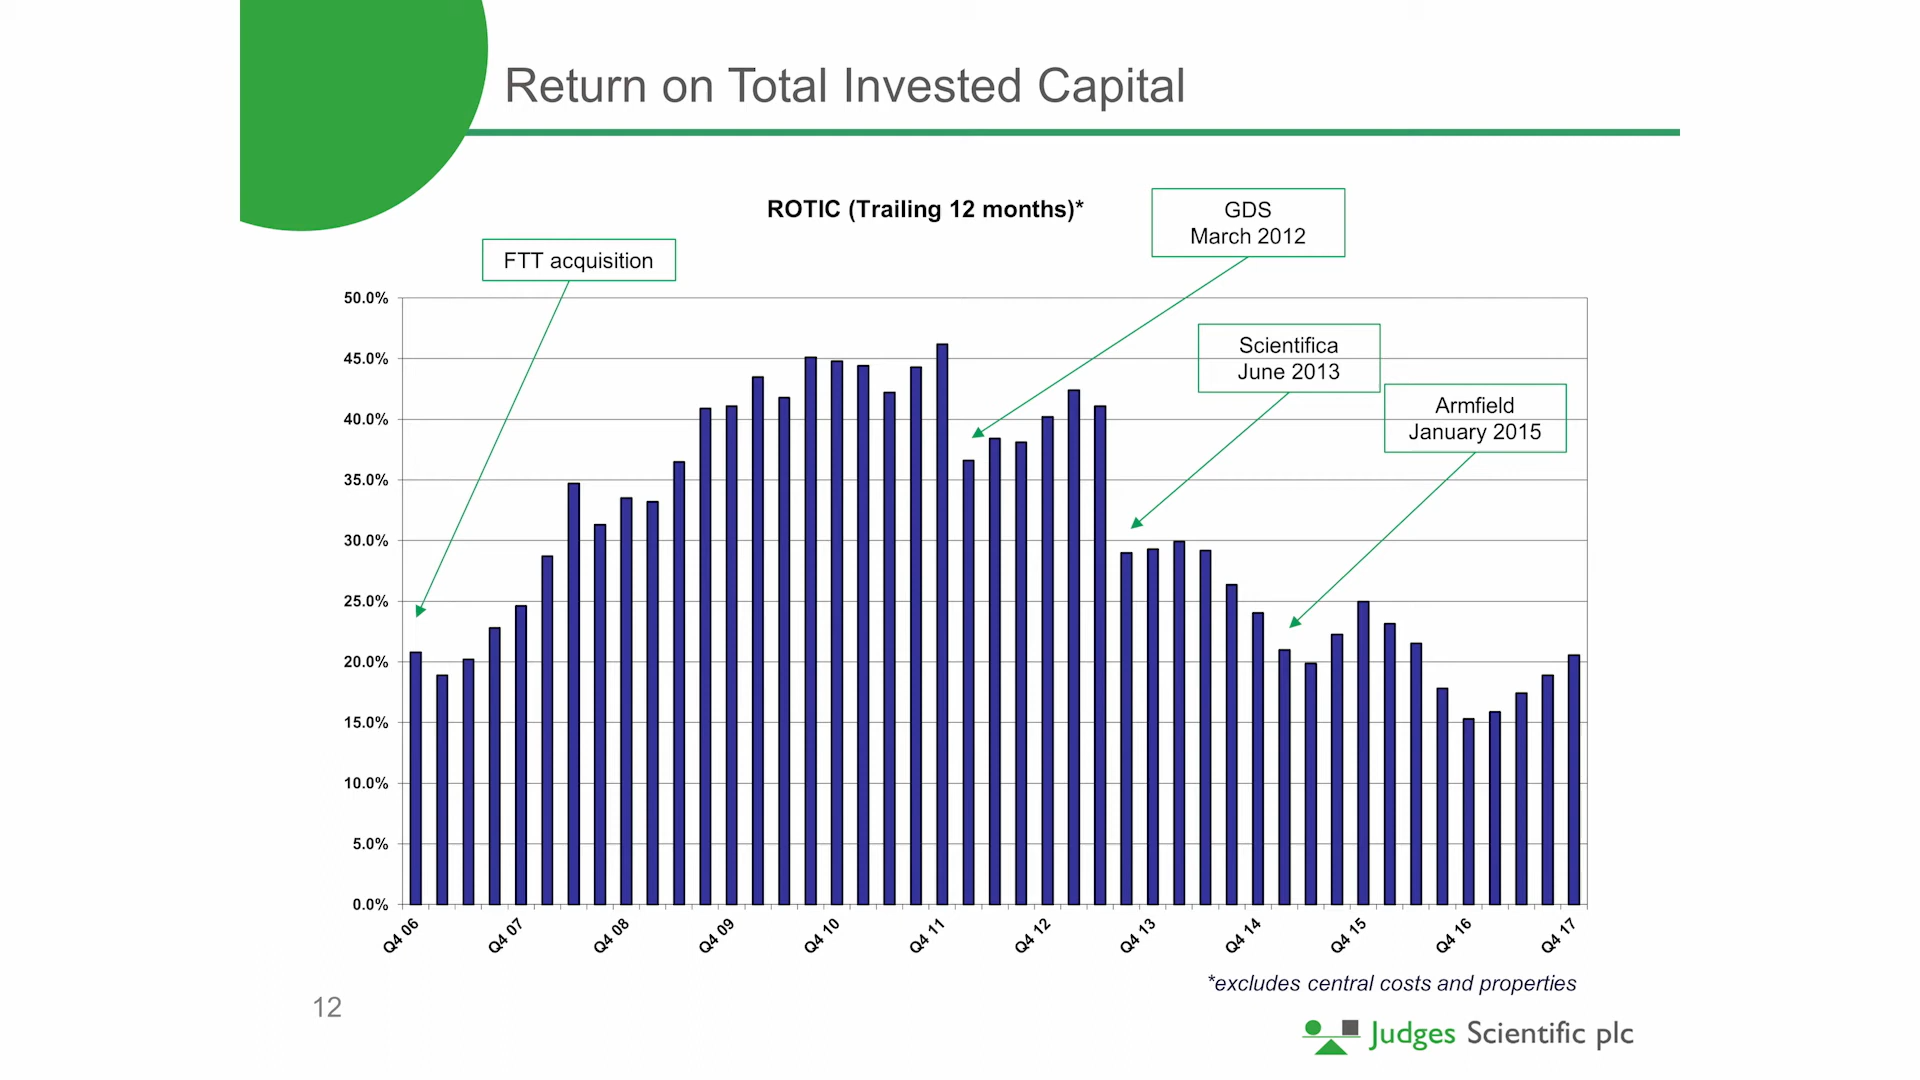 Return on Total Invested Capital
ROTIC (Trailing 12 months)*
GDS
March 2012
FTT acquisition
Scientifica
June 2013
Armfield
January 2015
50.0%
45.0%
40.0%
35.0%
30.0%
25.0%
20.0%
15.0%
10.0%
5.0%
0.0%
Q4 06
Q4 07
Q4 08
Q4 09
Q4 10
Q4 11
Q4 12
Q4 13
Q4 14
Q4 15
Q4 16
Q4 17
*excludes central costs and properties
12
Judges Scientific plc